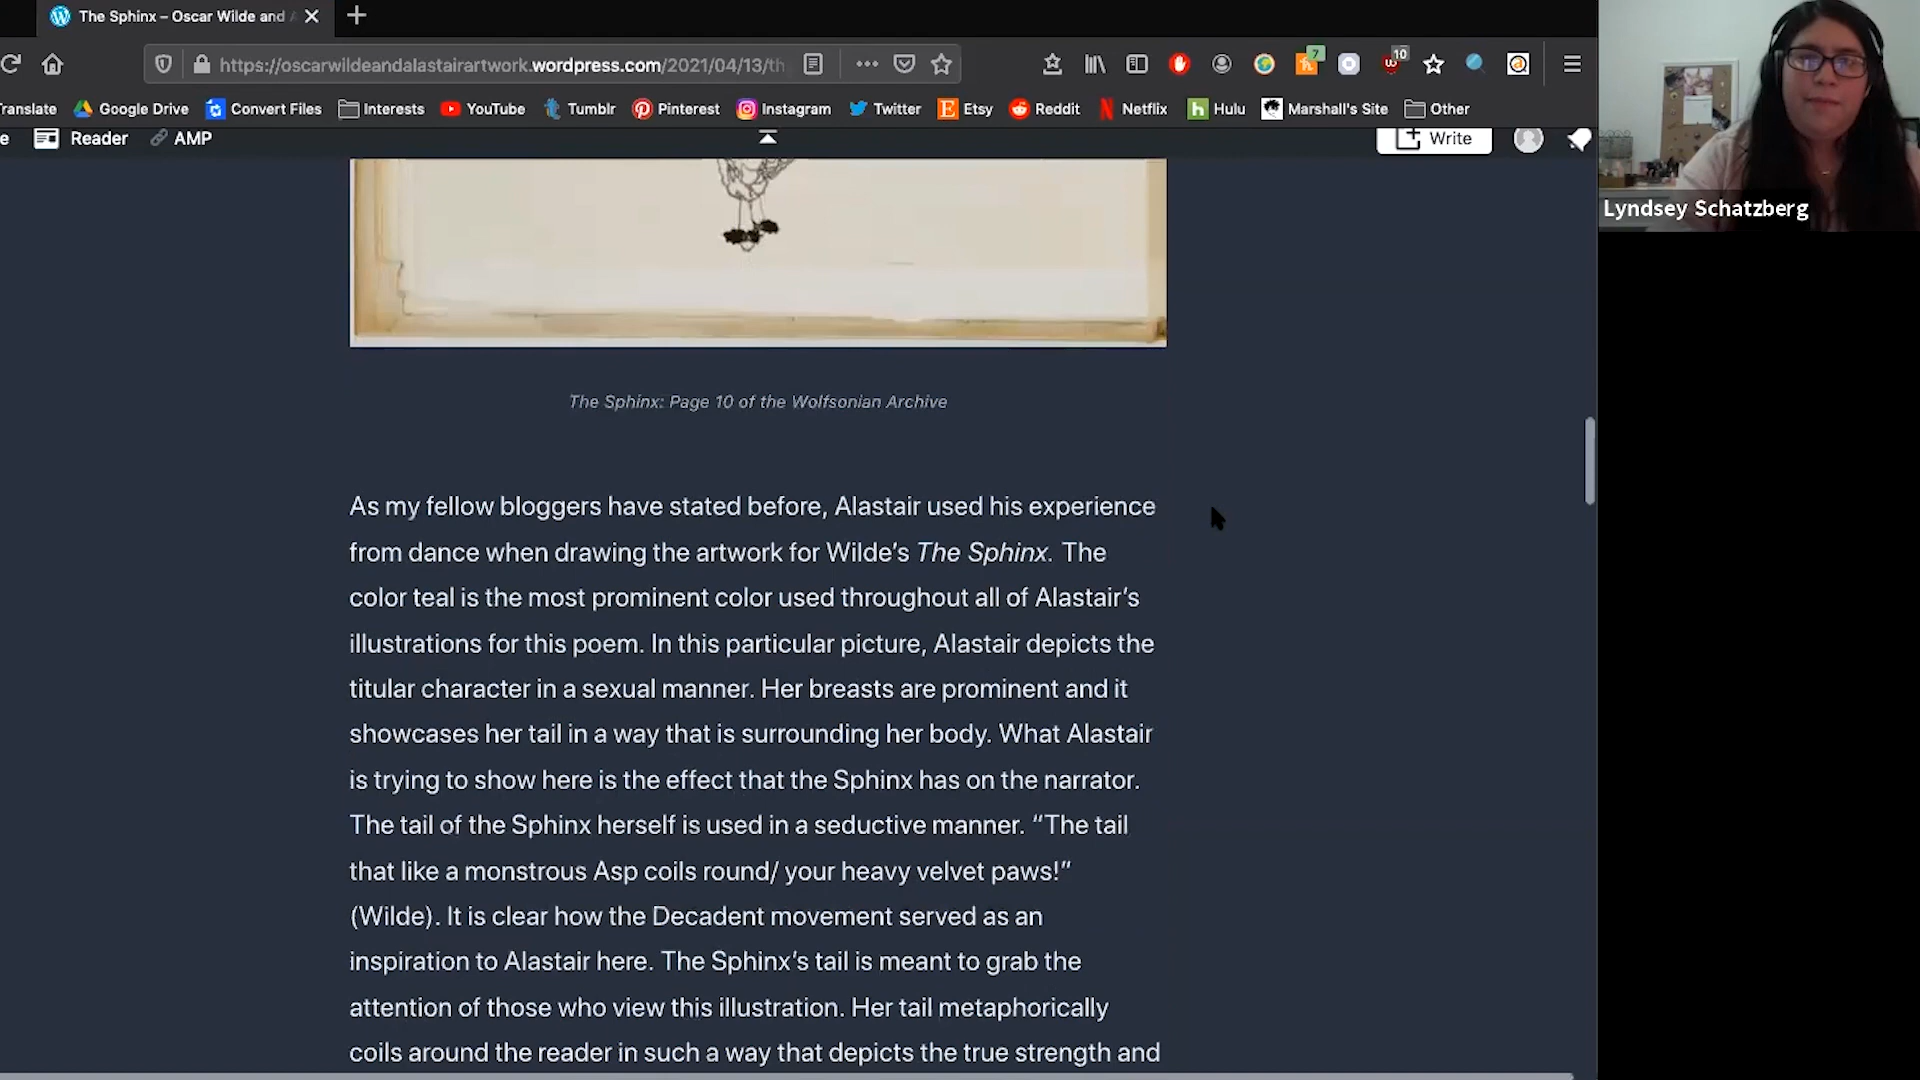 The Sphinx – Oscar Wilde and
https://oscarwildeandalastairartwork.wordpress.com/2021/04/13/th
7
10
ranslate Google Drive Convert Files Interests YouTube Tumblr Pinterest Instagram Twitter Etsy Reddit Netflix Hulu Marshall's Site Other
e Reader AMP Write
Lyndsey Schatzberg
The Sphinx: Page 10 of the Wolfsonian Archive
As my fellow bloggers have stated before, Alastair used his experience
from dance when drawing the artwork for Wilde’s The Sphinx. The
color teal is the most prominent color used throughout all of Alastair’s
illustrations for this poem. In this particular picture, Alastair depicts the
titular character in a sexual manner. Her breasts are prominent and it
showcases her tail in a way that is surrounding her body. What Alastair
is trying to show here is the effect that the Sphinx has on the narrator.
The tail of the Sphinx herself is used in a seductive manner. “The tail
that like a monstrous Asp coils round/ your heavy velvet paws!”
(Wilde). It is clear how the Decadent movement served as an
inspiration to Alastair here. The Sphinx’s tail is meant to grab the
attention of those who view this illustration. Her tail metaphorically
coils around the reader in such a way that depicts the true strength and